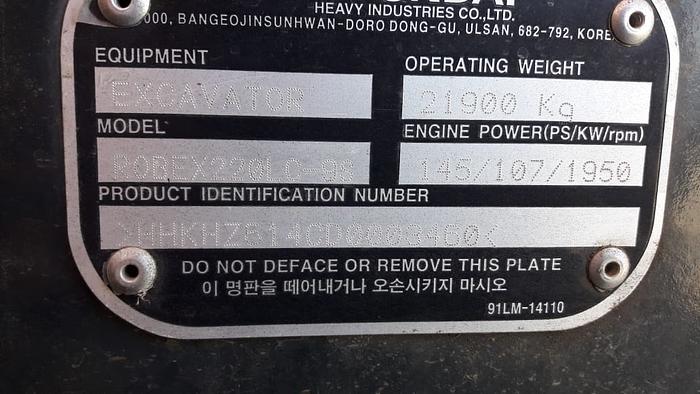 HEAVY INDUSTRIES CO.,LTD.
000, BANGEOJINSUNHWAN-DORO DONG-GU, ULSAN, 682-792, KOREA
EQUIPMENT
OPERATING WEIGHT
EXCAVATOR
21900 Kg
MODEL
ENGINE POWER(PS/KW/rpm)
ROBEX220LC-9S
145/107/1950
PRODUCT IDENTIFICATION NUMBER
DO NOT DEFACE OR REMOVE THIS PLATE
이 명판을 떼어내거나 오손시키지 마시오
91LM-14110